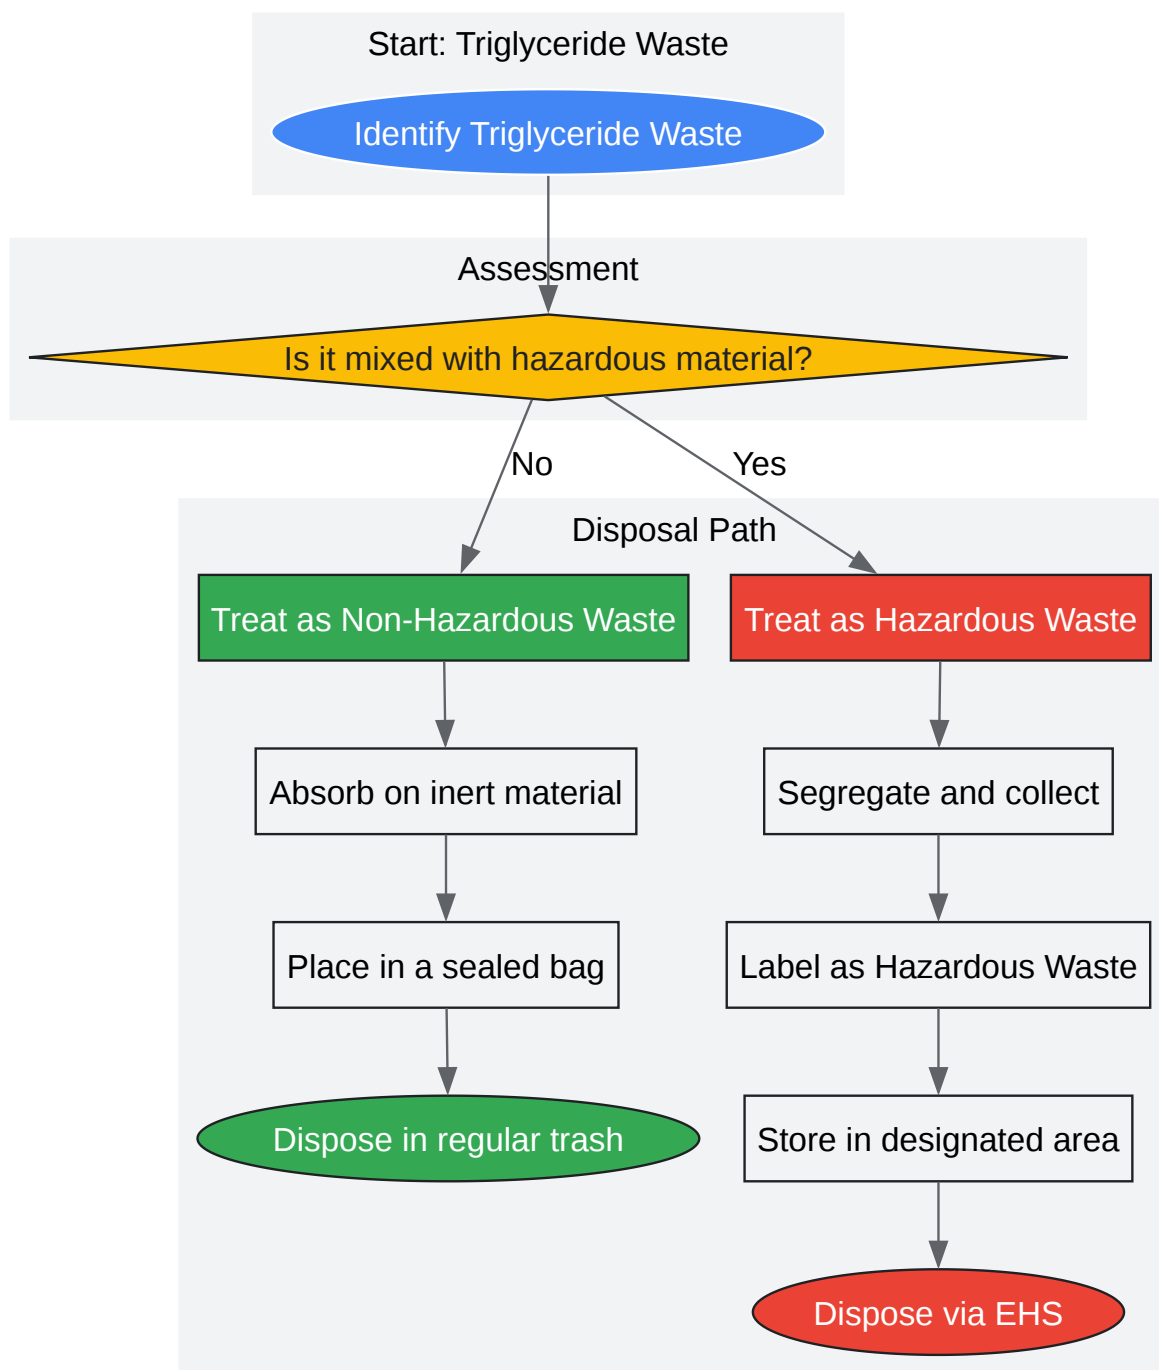 Start: Triglyceride Waste
Identify Triglyceride Waste
Assessment
Is it mixed with hazardous material?
No
Yes
Disposal Path
Treat as Non-Hazardous Waste
Treat as Hazardous Waste
Absorb on inert material
Segregate and collect
Place in a sealed bag
Label as Hazardous Waste
Dispose in regular trash
Store in designated area
Dispose via EHS